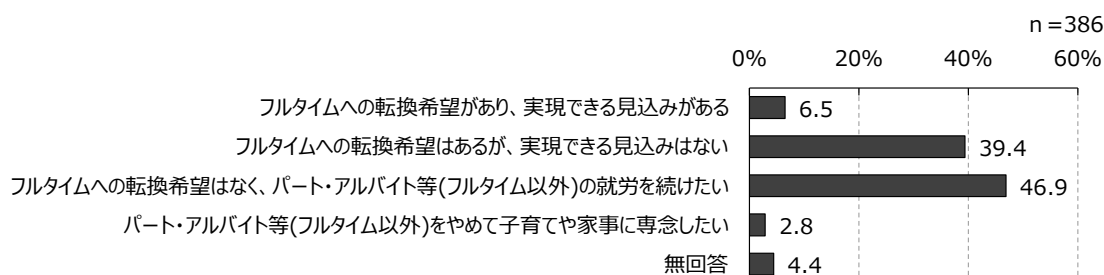 n＝386
0% 20% 40% 60%
フルタイムへの転換希望があり、実現できる見込みがある 6.5
フルタイムへの転換希望はあるが、実現できる見込みはない 39.4
フルタイムへの転換希望はなく、パート・アルバイト等(フルタイム以外)の就労を続けたい 46.9
パート・アルバイト等(フルタイム以外)をやめて子育てや家事に専念したい 2.8
無回答 4.4